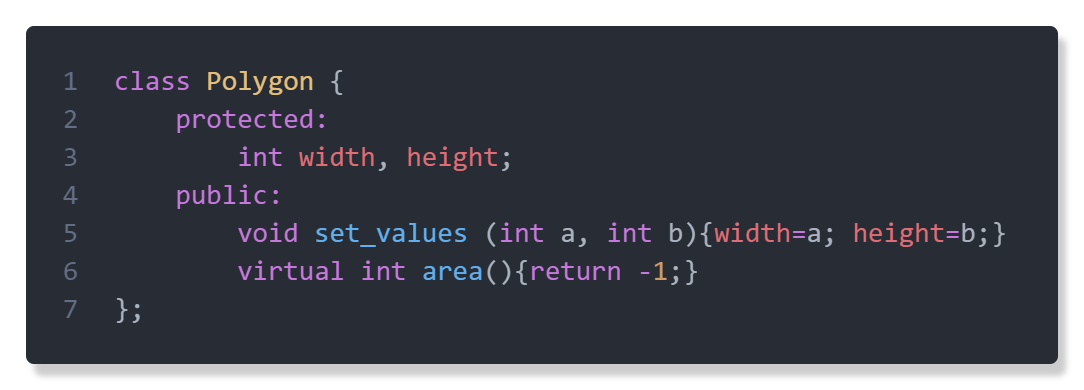 1 class Polygon {
2     protected:
3         int width, height;
4     public:
5         void set_values (int a, int b){width=a; height=b;}
6         virtual int area(){return -1;}
7 };